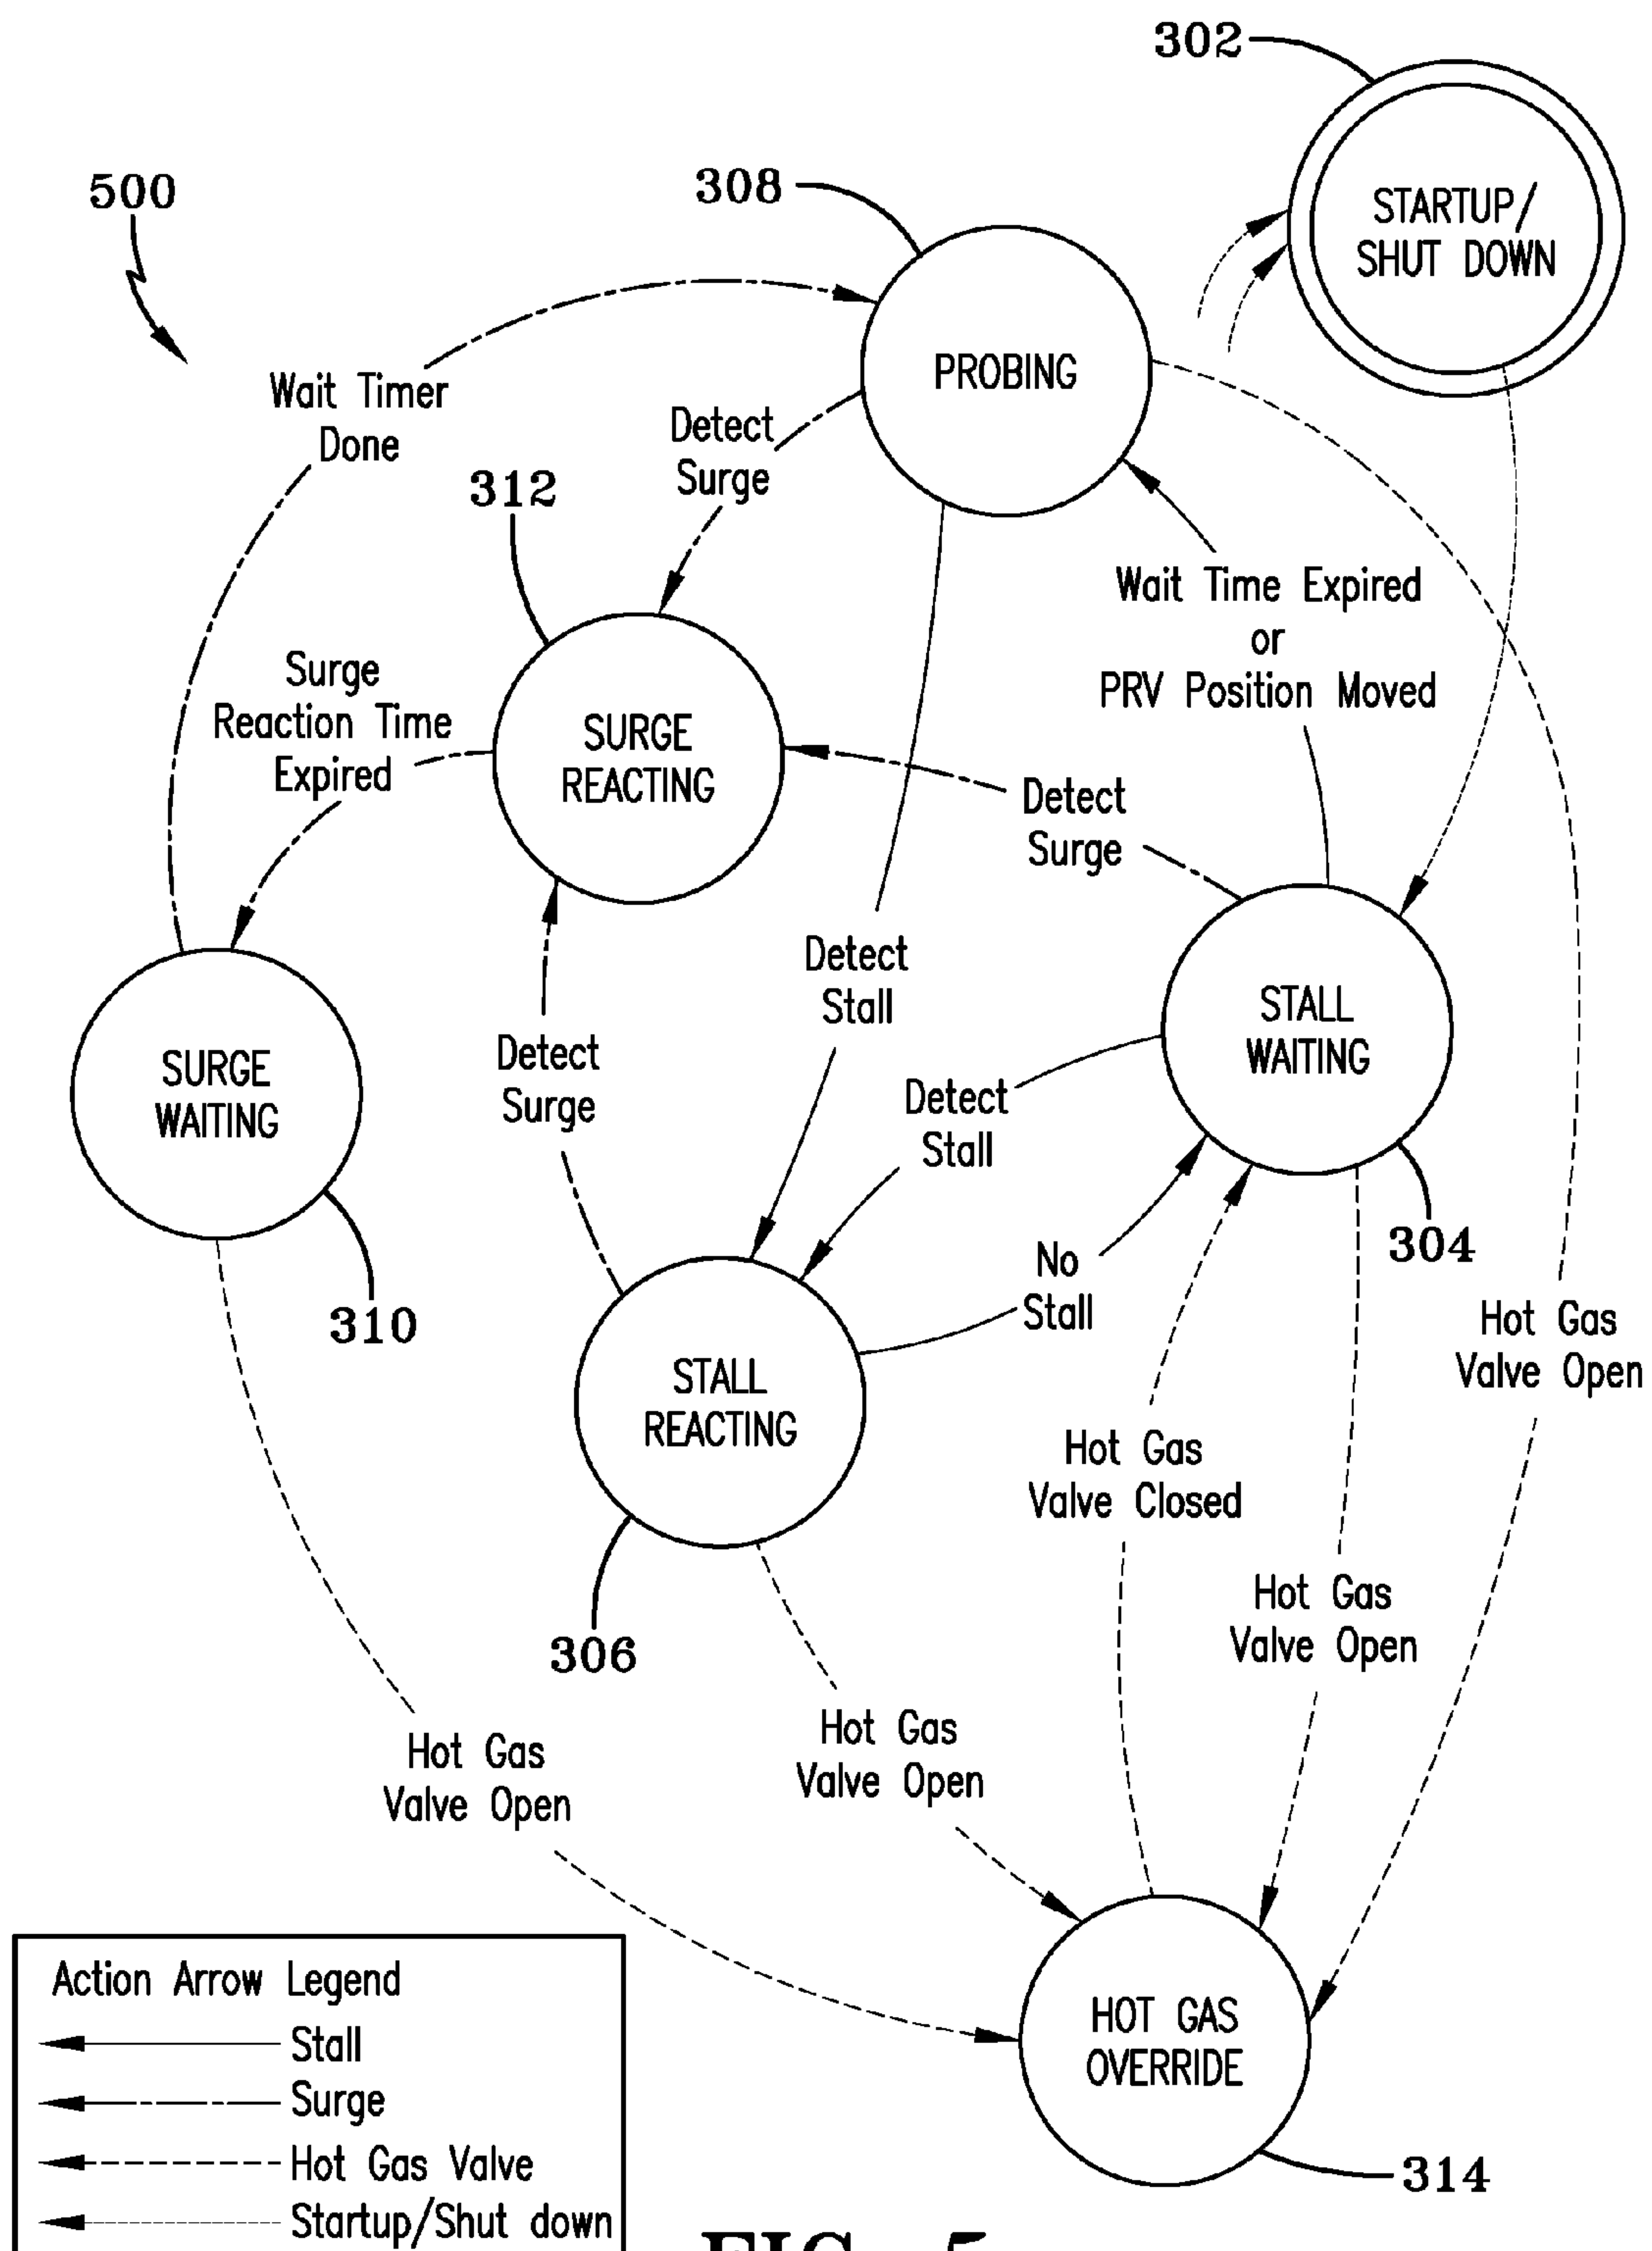 302
STARTUP/
SHUT DOWN
500
308
PROBING
Wait Timer
Done
Detect
Surge
312
Wait Time Expired
or
PRV Position Moved
Surge
Reaction Time
Expired
SURGE
REACTING
Detect
Surge
Detect
Stall
STALL
WAITING
SURGE
WAITING
Detect
Surge
Detect
Stall
304
No
Stall
310
Hot Gas
Valve Open
STALL
REACTING
Hot Gas
Valve Closed
Hot Gas
Valve Open
306
Hot Gas
Valve Open
Hot Gas
Valve Open
HOT GAS
OVERRIDE
314
Action Arrow Legend
Stall
Surge
Hot Gas Valve
Startup/Shut down
FIG. 5